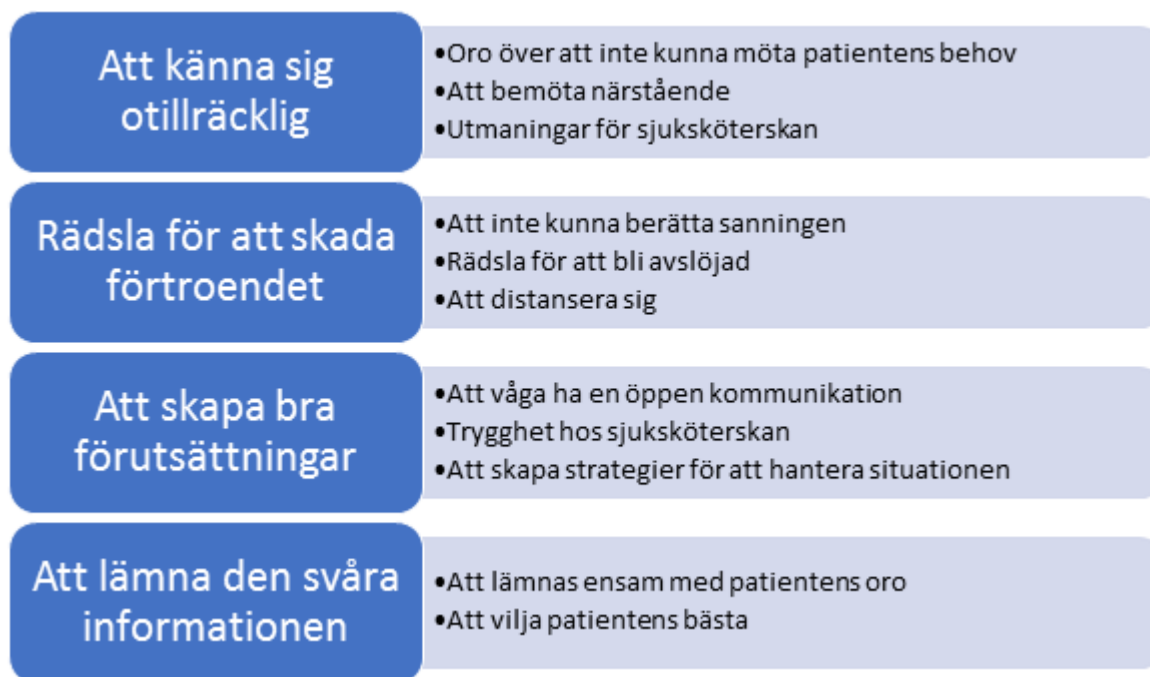 Att känna sig
otillräcklig
•Oro över att inte kunna möta patientens behov
•Att bemöta närstående
•Utmaningar för sjuksköterskan
Rädsla för att skada
förtroendet
•Att inte kunna berätta sanningen
•Rädsla för att bli avslöjad
•Att distansera sig
Att skapa bra
förutsättningar
•Att våga ha en öppen kommunikation
•Trygghet hos sjuksköterskan
•Att skapa strategier för att hantera situationen
Att lämna den svåra
informationen
•Att lämnas ensam med patientens oro
•Att vilja patientens bästa